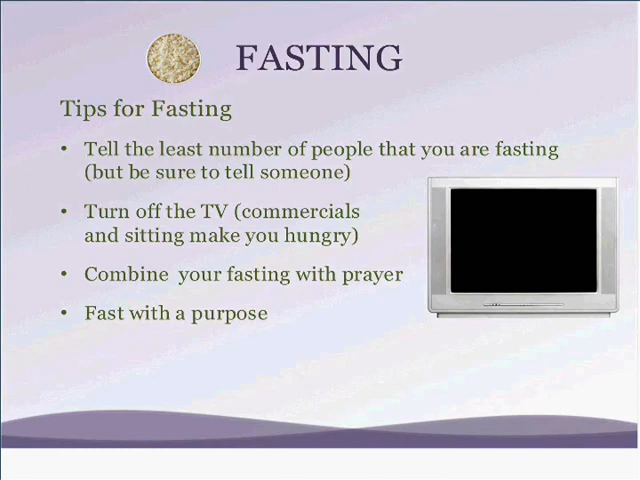 FASTING
Tips for Fasting
• Tell the least number of people that you are fasting
(but be sure to tell someone)
• Turn off the TV (commercials
and sitting make you hungry)
• Combine your fasting with prayer
• Fast with a purpose